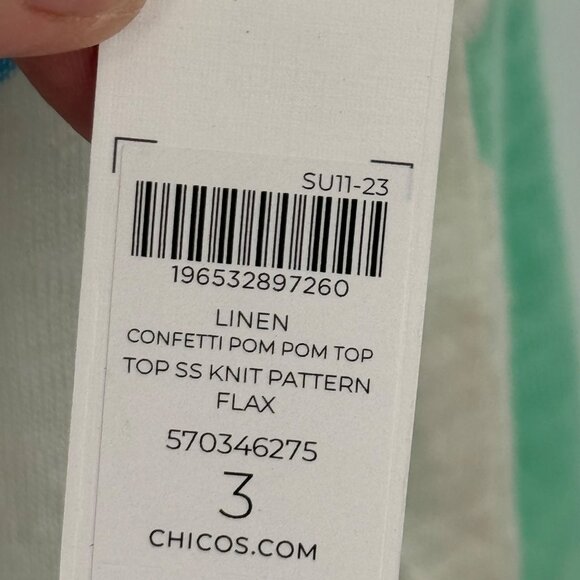 SU11-23
196532897260
LINEN
CONFETTI POM POM TOP
TOP SS KNIT PATTERN
FLAX
570346275
3
CHICOS.COM